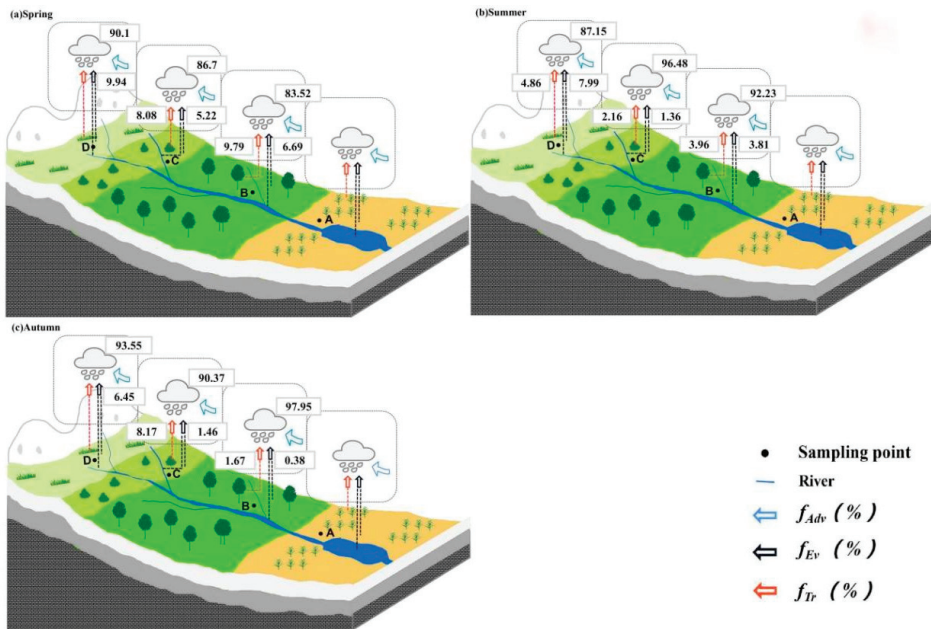 (a)Spring
90.1
9.94
86.7
8.08
5.22
83.52
9.79
6.69
D
C
B
A
(b)Summer
87.15
4.86
7.99
96.48
2.16
1.36
92.23
3.96
3.81
D
C
B
A
(c)Autumn
93.55
6.45
90.37
8.17
1.46
97.95
1.67
0.38
D
C
B
A
Sampling point
River
fAdv ( % )
fEv ( % )
fTr ( % )